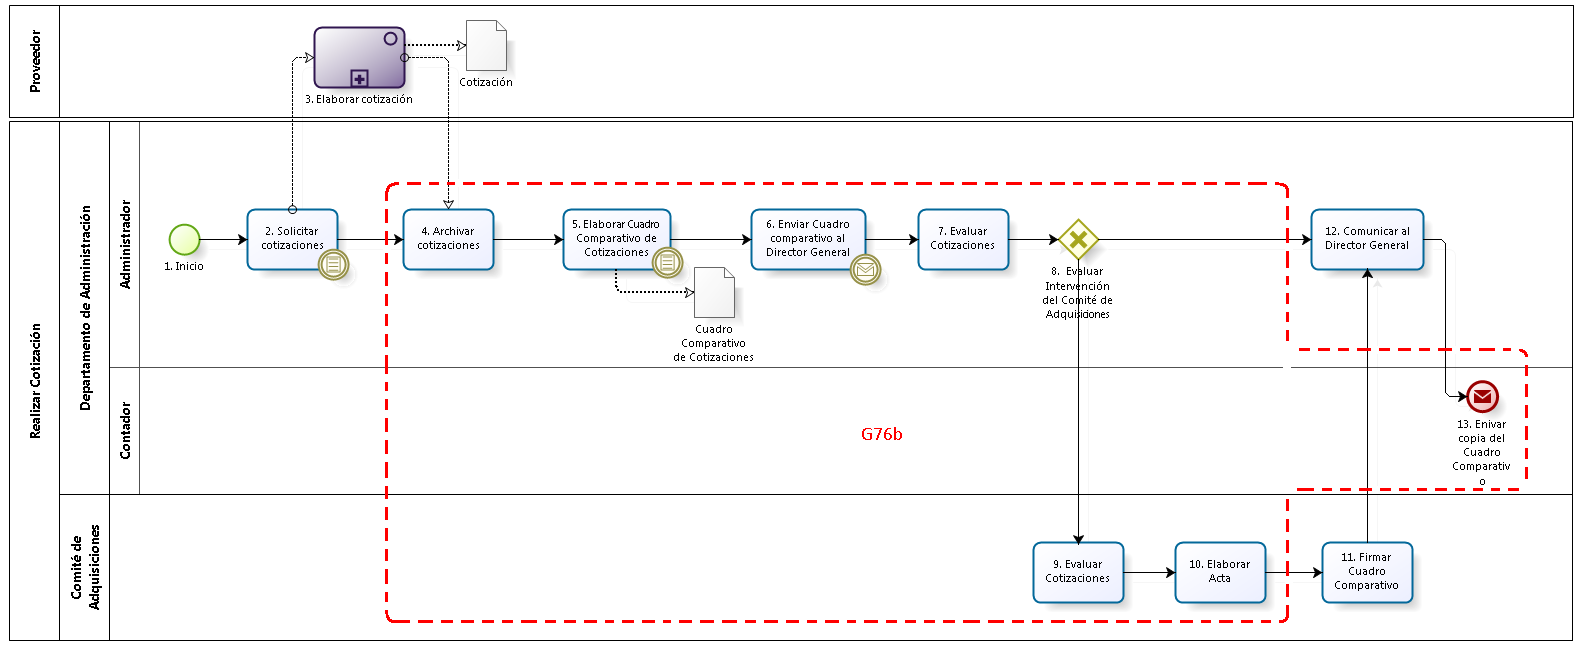 Proveedor
3. Elaborar cotización
Cotización
Realizar Cotización
Departamento de Administración
Administrador
1. Inicio
2. Solicitar
cotizaciones
4. Archivar
cotizaciones
5. Elaborar Cuadro
Comparativo de
Cotizaciones
Cuadro
Comparativo
de Cotizaciones
6. Enviar Cuadro
comparativo al
Director General
7. Evaluar
Cotizaciones
8. Evaluar
Intervención
del Comité de
Adquisiciones
12. Comunicar al
Director General
Contador
G76b
13. Enivar
copia del
Cuadro
Comparativ
o
Comité de
Adquisiciones
9. Evaluar
Cotizaciones
10. Elaborar
Acta
11. Firmar
Cuadro
Comparativo